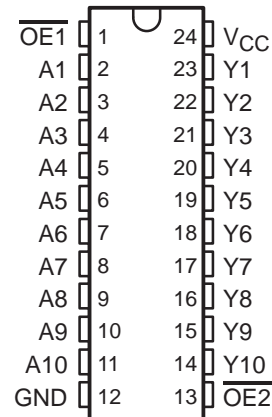 OE1 1 24 VCC
A1 2 23 Y1
A2 3 22 Y2
A3 4 21 Y3
A4 5 20 Y4
A5 6 19 Y5
A6 7 18 Y6
A7 8 17 Y7
A8 9 16 Y8
A9 10 15 Y9
A10 11 14 Y10
GND 12 13 OE2